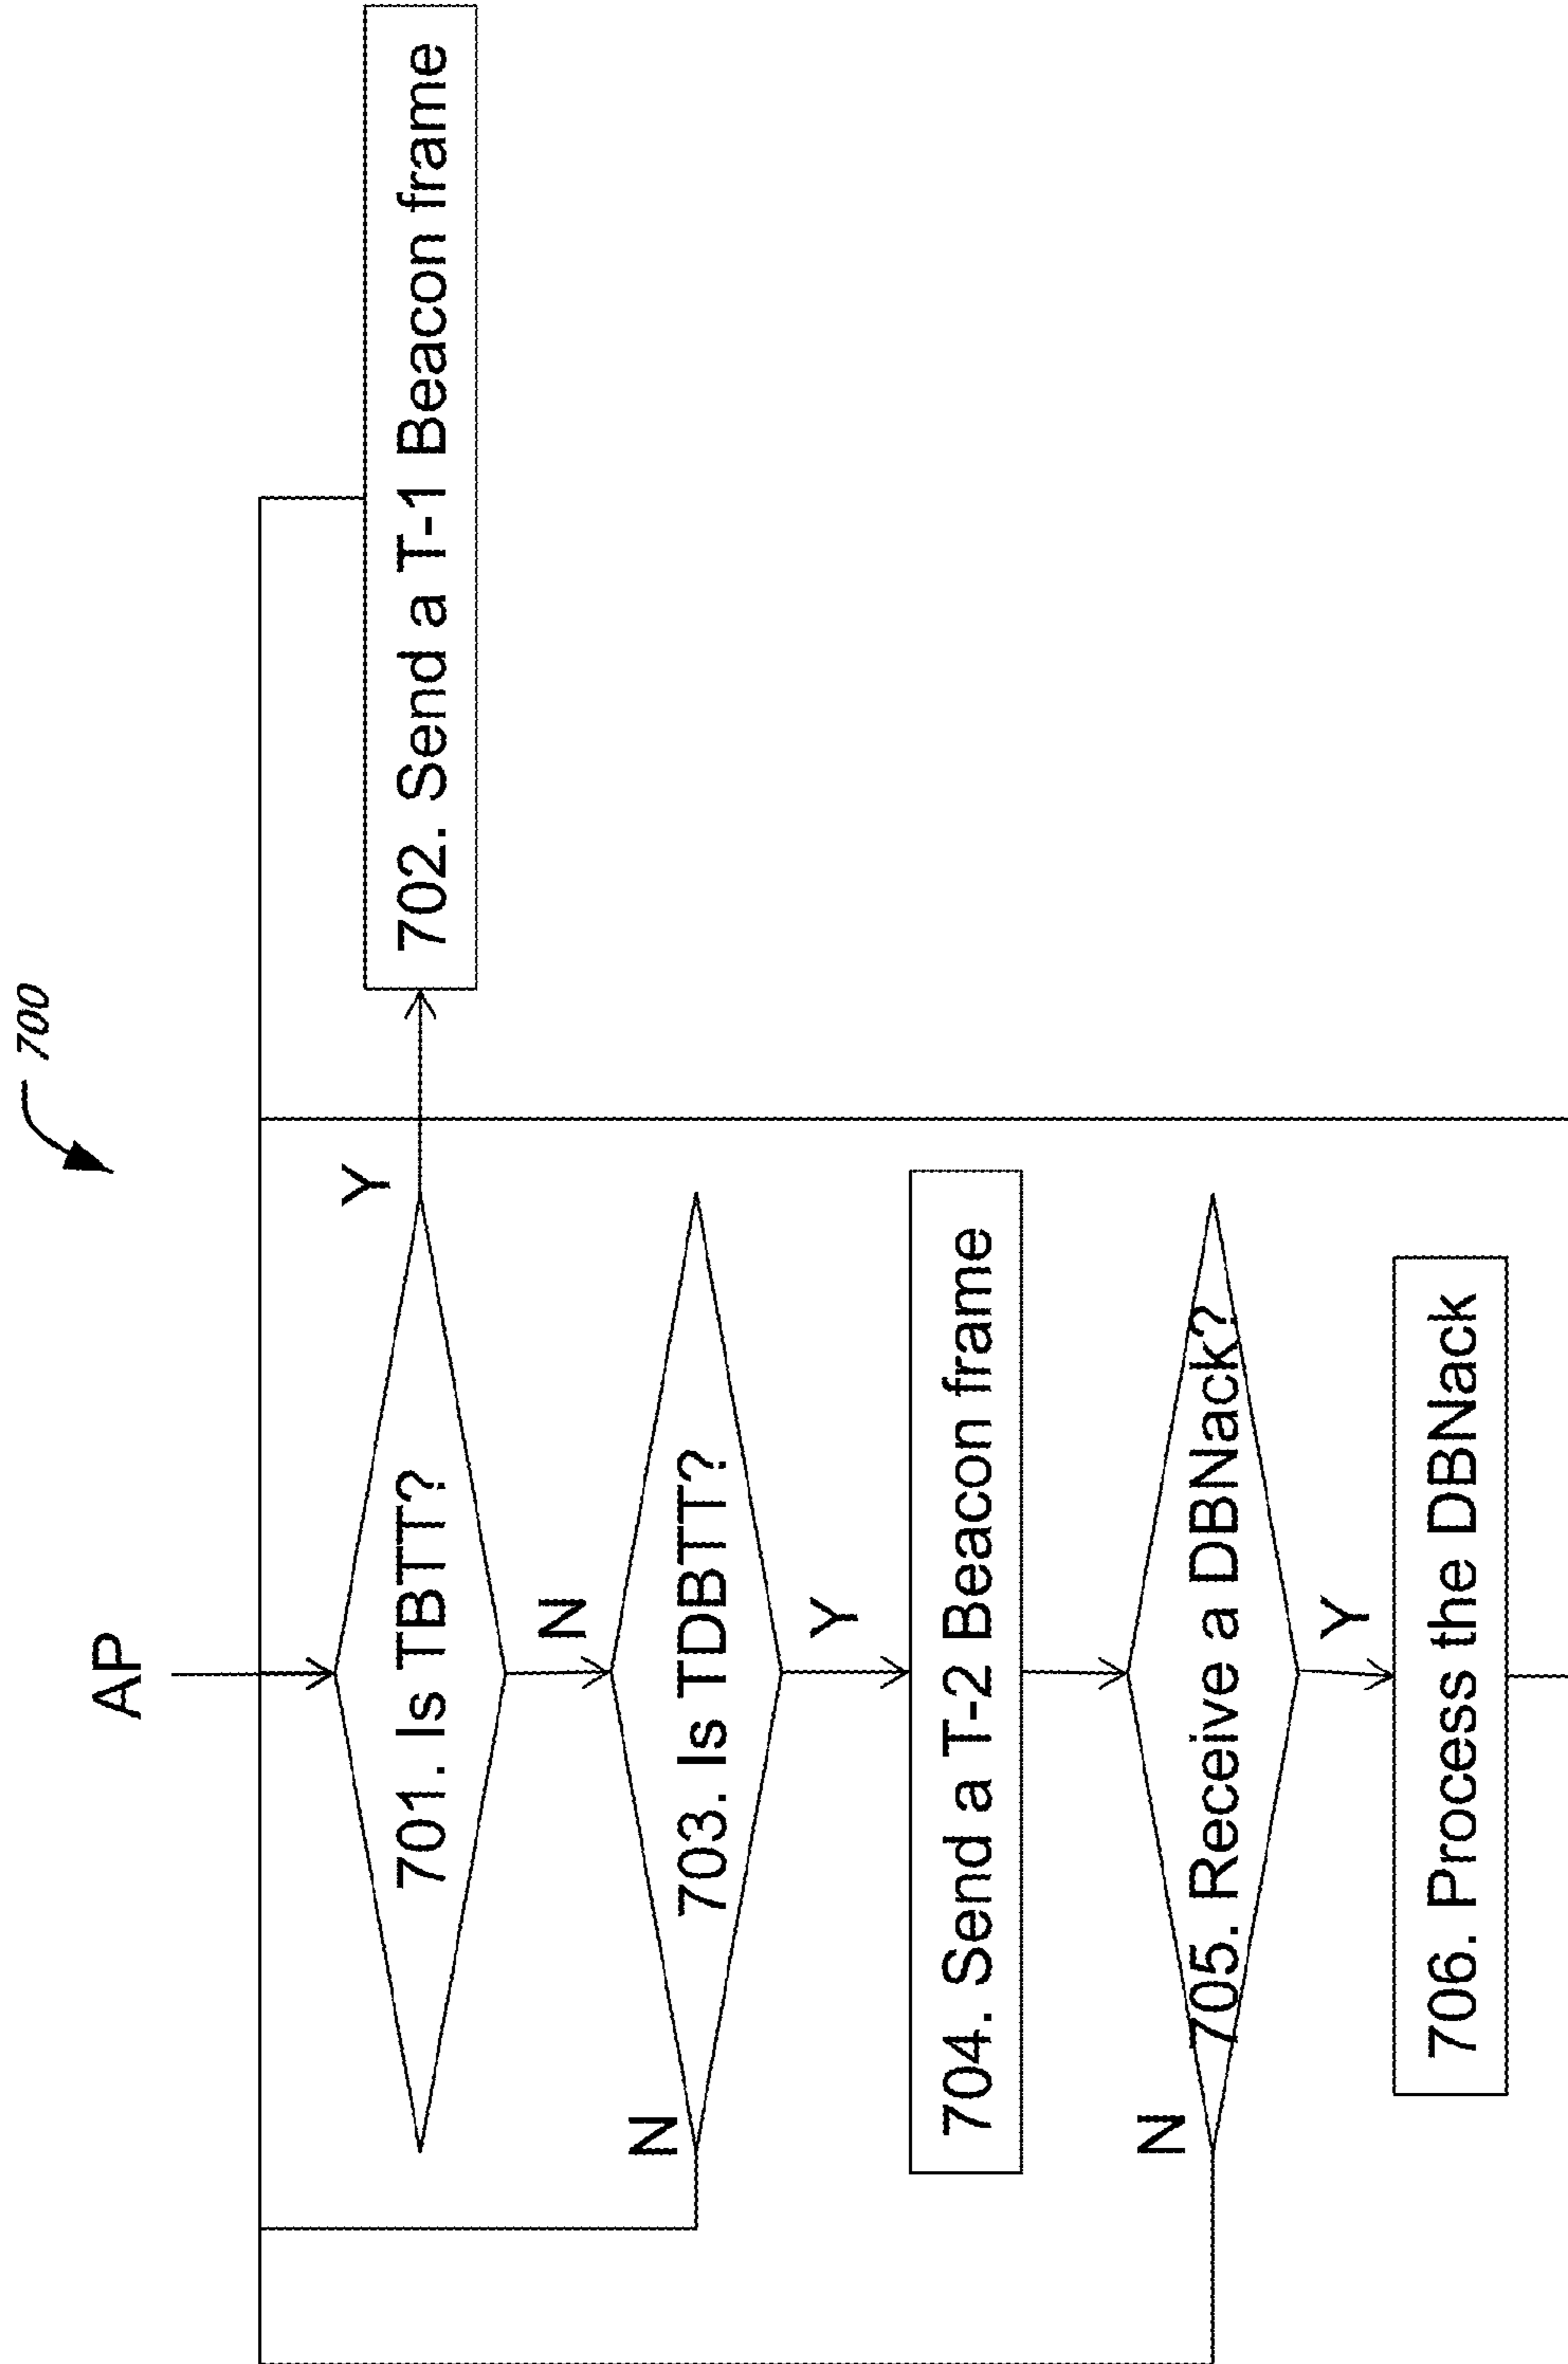 700
AP
701. Is TBTT?
Y
702. Send a T-1 Beacon frame
N
703. Is TDBTT?
N
Y
704. Send a T-2 Beacon frame
705. Receive a DBNack?
N
Y
706. Process the DBNack